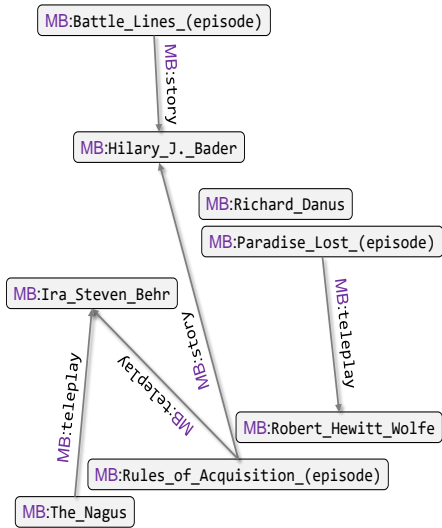 MB:Battle_Lines_(episode)
MB:story
MB:Hilary_J._Bader
MB:Richard_Danus
MB:Paradise_Lost_(episode)
MB:Ira_Steven_Behr
MB:teleplay
MB:story
MB:teleplay
MB:teleplay
MB:Robert_Hewitt_Wolfe
MB:Rules_of_Acquisition_(episode)
MB:The_Nagus